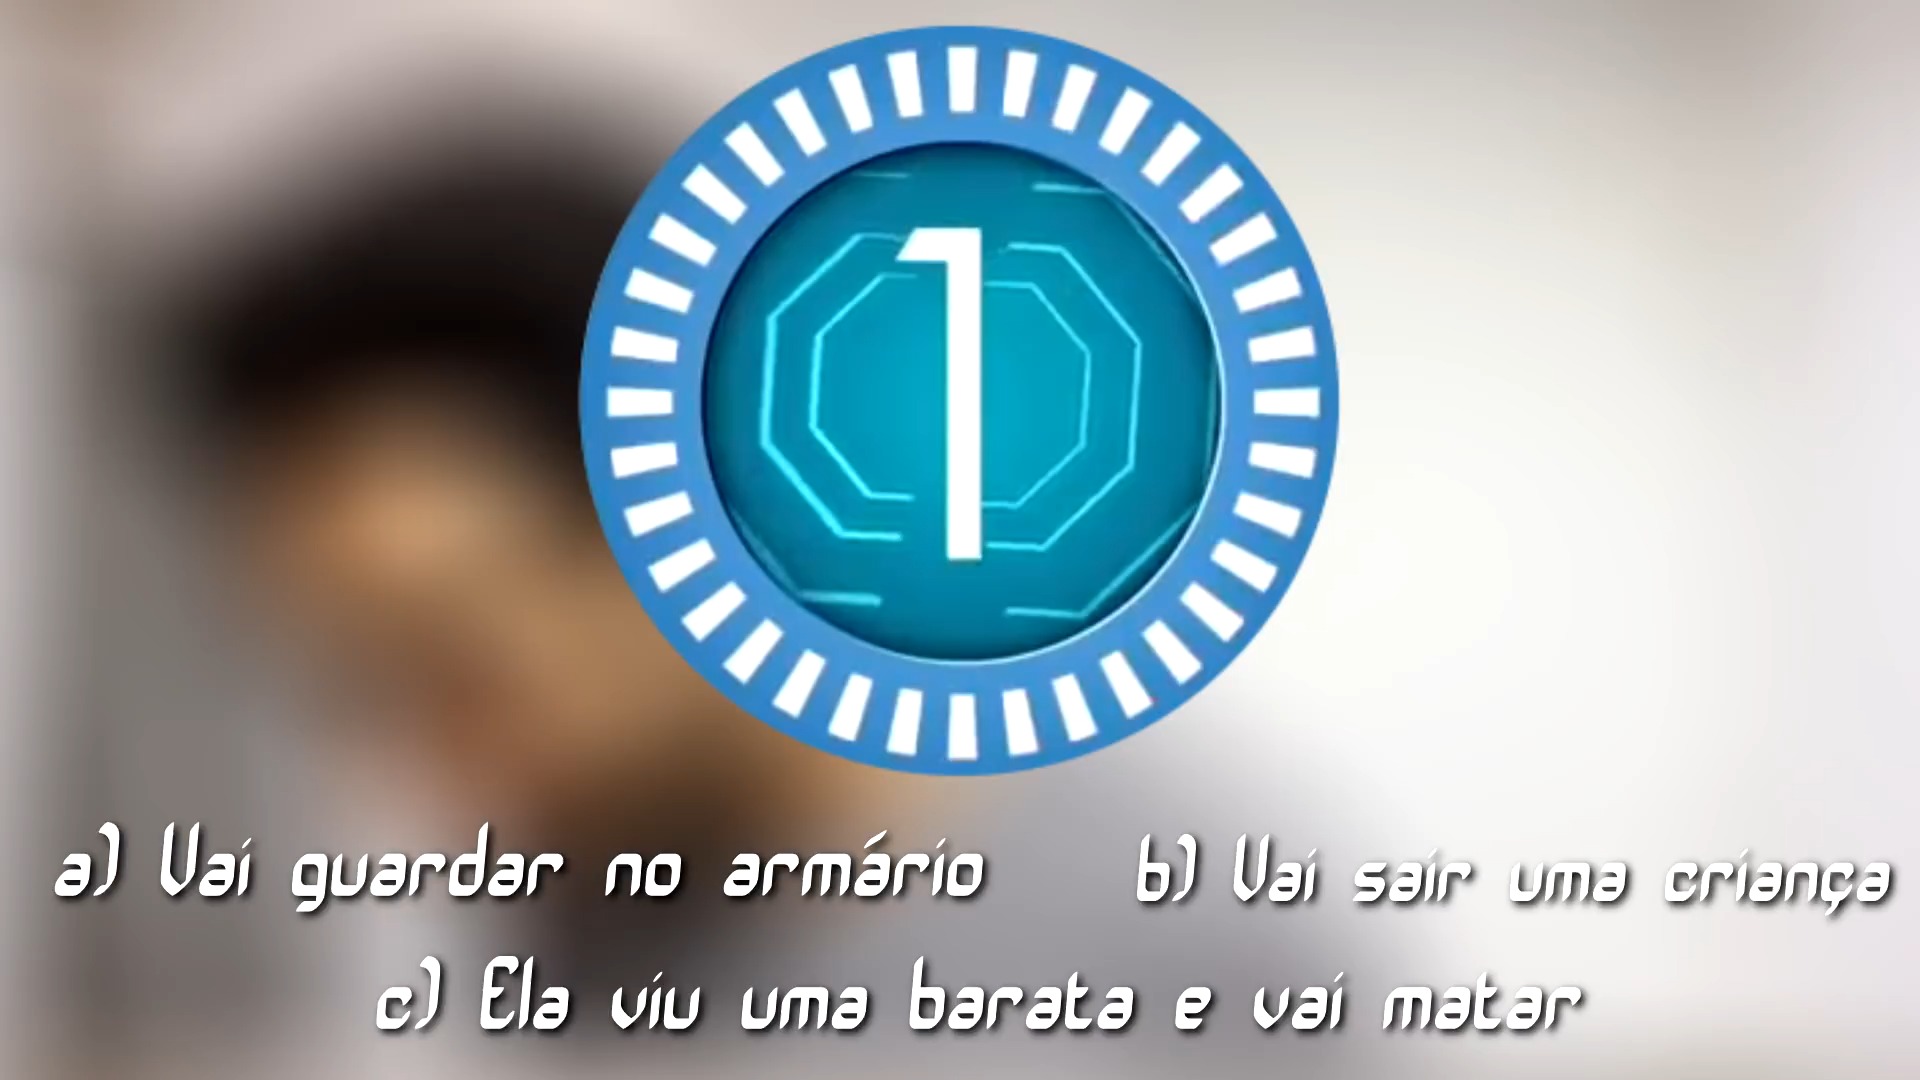 1
a) Vai guardar no armário
b) Vai sair uma criança
c) Ela viu uma barata e vai matar